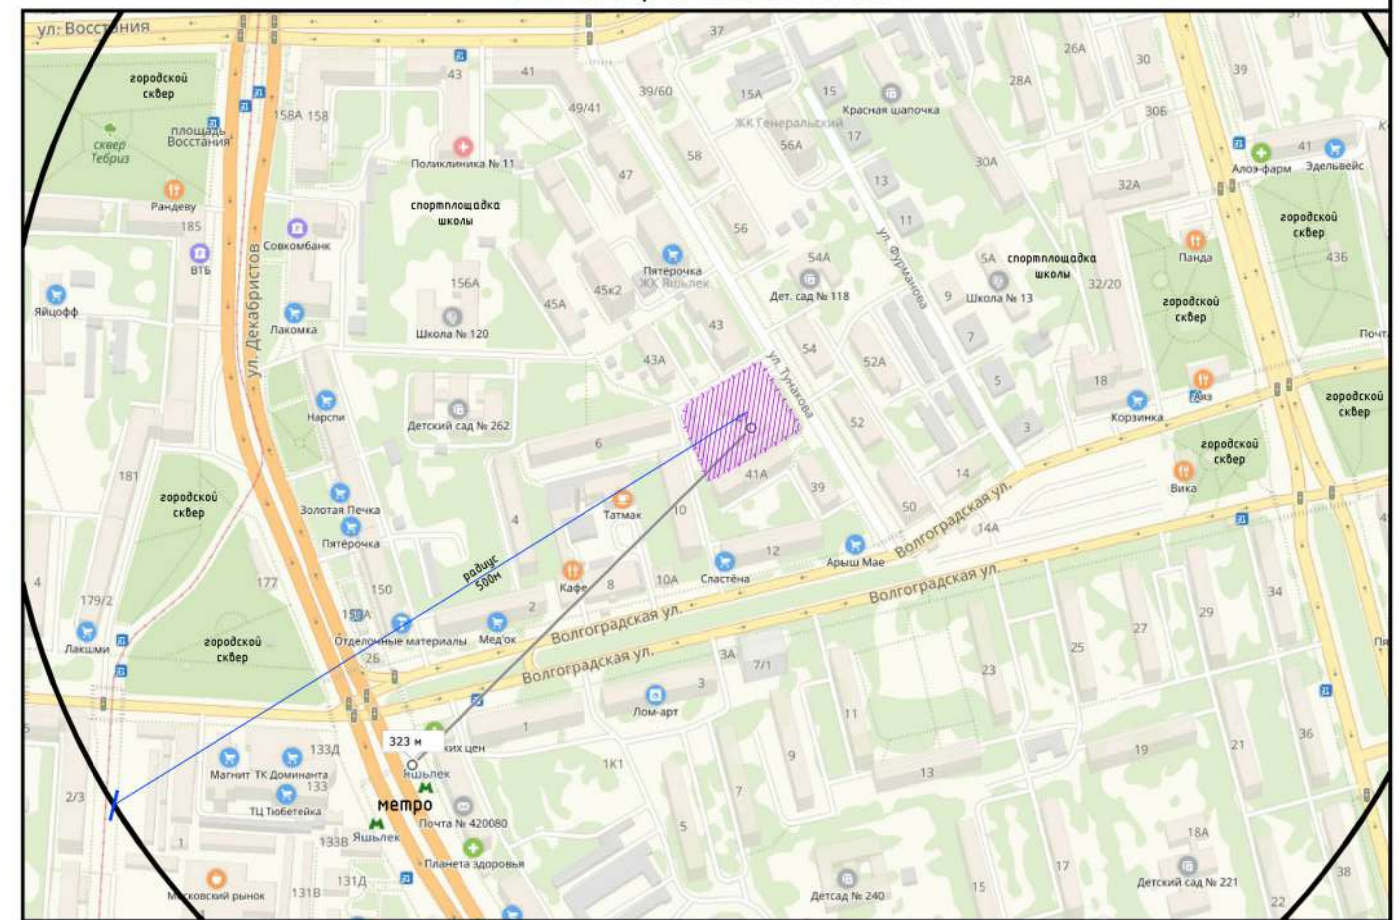 ул. Восстания
городской
сквер
сквер
Тебриз
площадь
Восстания
Рандеву
185
ВТБ
Яйцофф
ул. Декабристов
158А 158
43
41
49/41
Поликлиника № 11
спортплощадка
школы
47
Совкомбанк
Лакомка
156А
Школа № 120
45А
45к2
Пятёрочка
ЖК Яшьлек
43
43А
37
39/60
15А
15
Красная шапочка
ЖК Генеральский
17
56А
58
13
11
56
54А
Дет. сад № 118
ул. Фурманова
9
5А
Школа № 13
спортплощадка
школы
7
5
3
54
52А
52
ул. Тунакова
26А
28А
30
30Б
30А
32А
32/20
39
41
Алоэ-фарм
Эдельвейс
городской
сквер
43Б
Панда
городской
сквер
18
Корзинка
Аяз
городской
сквер
городской
сквер
Вика
Нарспи
Детский сад № 262
6
181
городской
сквер
Золотая Печка
Пятёрочка
4
Татмак
10
41А
39
14
50
14А
Волгоградская ул.
12
Арыш Мае
Сластёна
10А
8
Кафе
радиус
500м
177
150
150А
Отделочные материалы
2
Мед'ок
2Б
Волгоградская ул.
Волгоградская ул.
Волгоградская ул.
4
179/2
Лакшми
городской
сквер
3А
7/1
3
Лом-арт
1
1К1
323 м
ких цен
Яшьлек
метро
Яшьлек
Почта № 420080
Планета здоровья
133Д
Магнит
ТК Доминанта
133
ТЦ Тюбетейка
133В
131Д
131В
2/3
1
Московский рынок
5
7
9
11
13
Детсад № 240
15
17
19
21
23
25
27
29
34
36
38
18А
Детский сад № 221
22